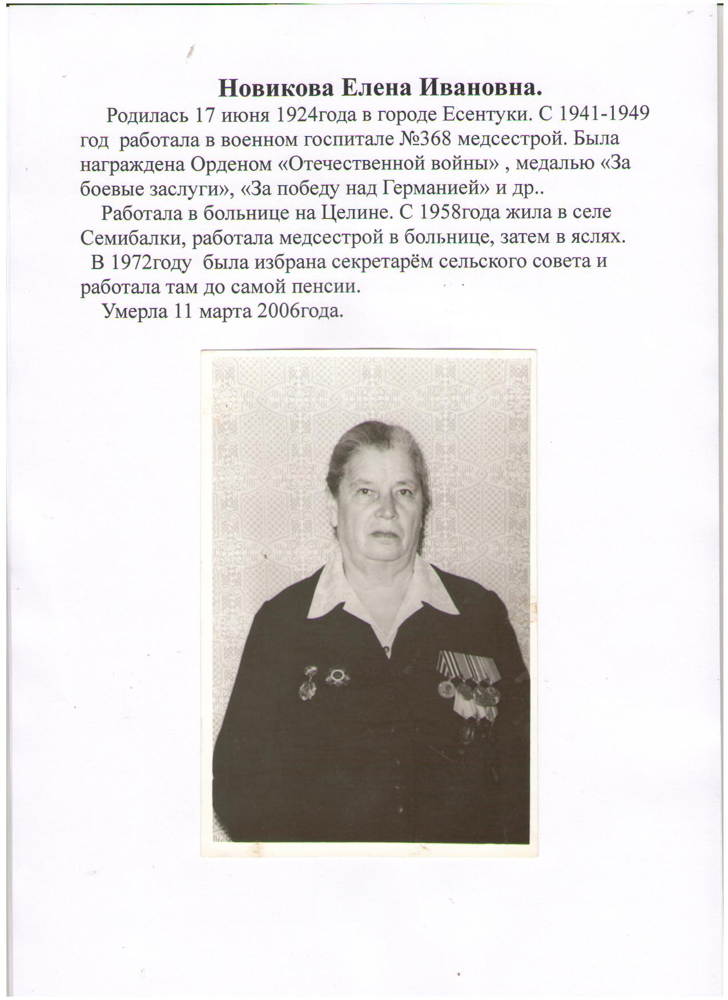 Новикова Елена Ивановна.
Родилась 17 июня 1924года в городе Есентуки. С 1941-1949
год  работала в военном госпитале №368 медсестрой. Была
награждена Орденом «Отечественной войны» , медалью «За
боевые заслуги», «За победу над Германией» и др..
Работала в больнице на Целине. С 1958года жила в селе
Семибалки, работала медсестрой в больнице, затем в яслях.
В 1972году  была избрана секретарём сельского совета и
работала там до самой пенсии.
Умерла 11 марта 2006года.